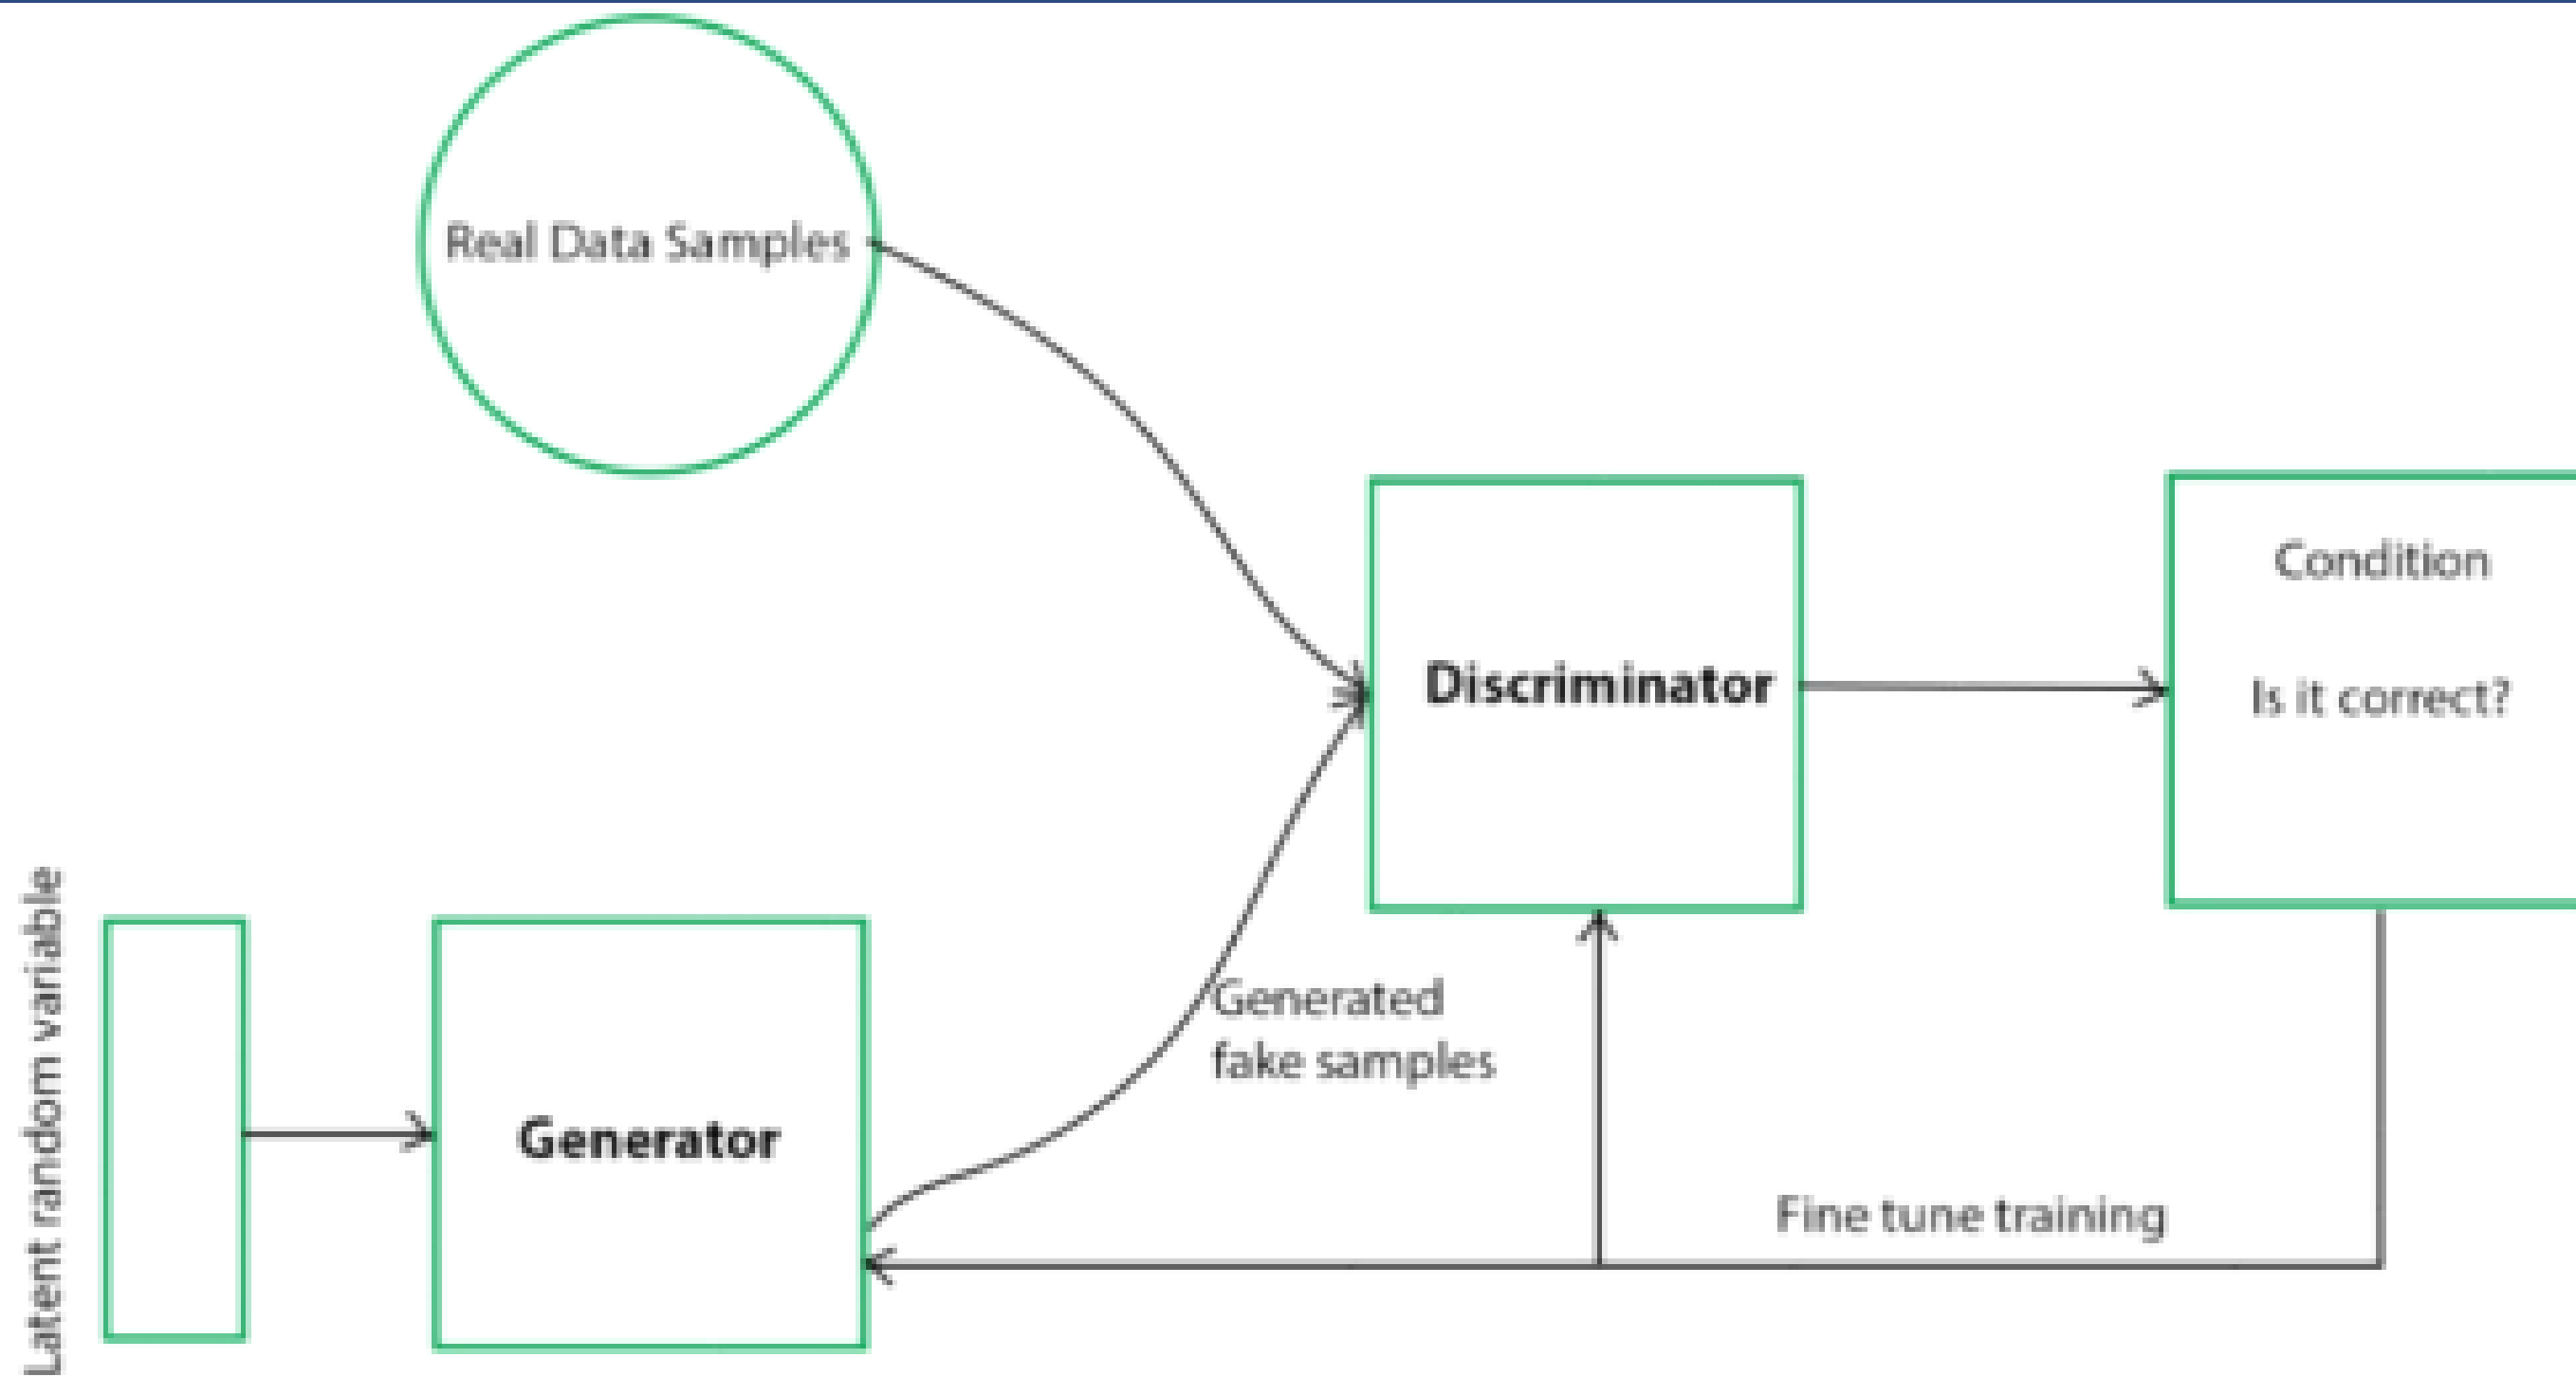 Real Data Samples
Discriminator
Condition
Is it correct?
Latent random variable
Generator
Generated
fake samples
Fine tune training